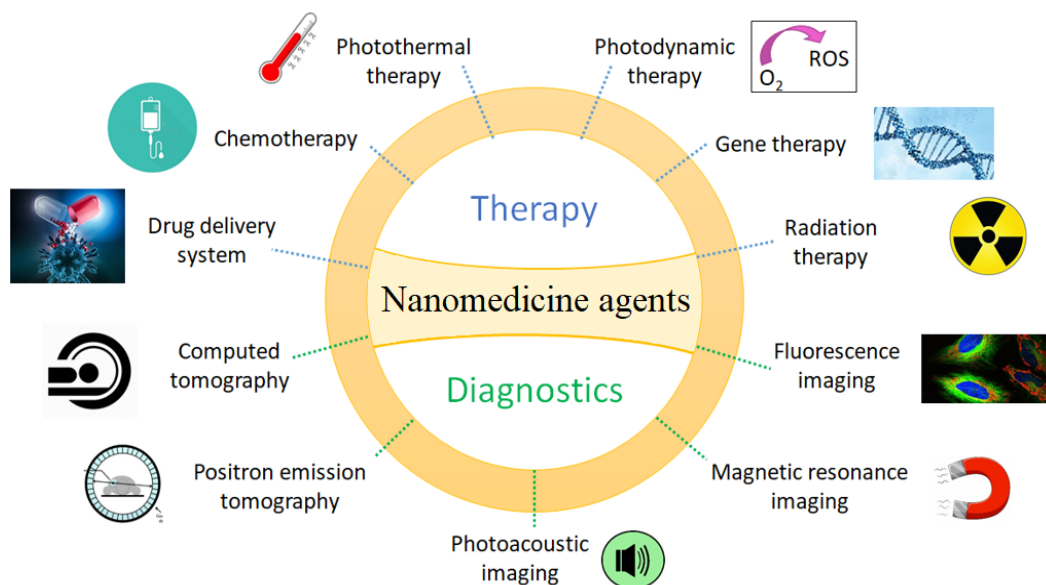 Photothermal
therapy
Photodynamic
therapy
O2
ROS
Chemotherapy
Gene therapy
Therapy
Drug delivery
system
Radiation
therapy
Nanomedicine agents
Computed
tomography
Fluorescence
imaging
Diagnostics
Positron emission
tomography
Magnetic resonance
imaging
Photoacoustic
imaging